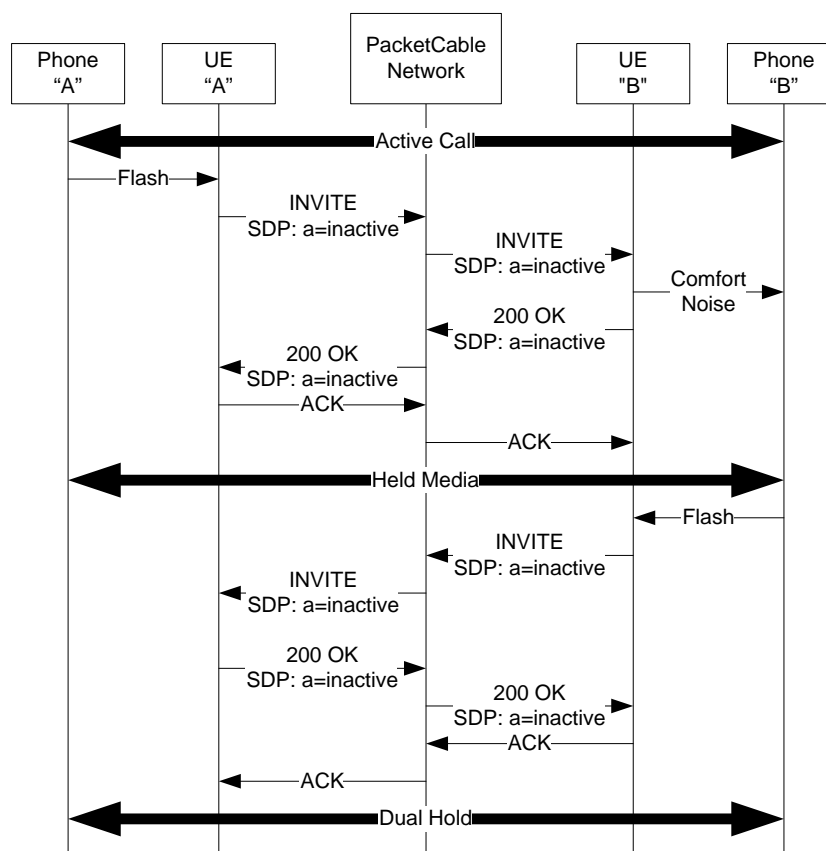 Phone
“A”
UE
“A”
PacketCable
Network
UE
"B"
Phone
“B”
Active Call
Flash
INVITE
SDP: a=inactive
INVITE
SDP: a=inactive
Comfort
Noise
200 OK
SDP: a=inactive
200 OK
SDP: a=inactive
ACK
ACK
Held Media
Flash
INVITE
SDP: a=inactive
INVITE
SDP: a=inactive
200 OK
SDP: a=inactive
200 OK
SDP: a=inactive
ACK
ACK
Dual Hold